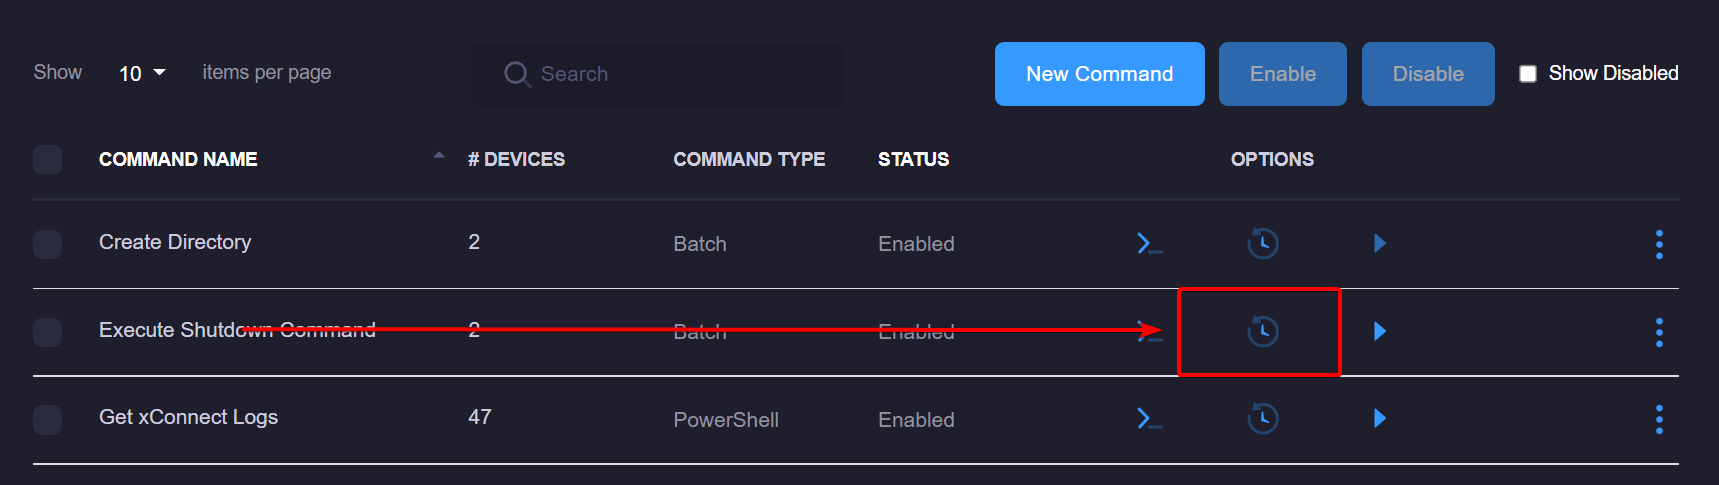 Show 10 items per page Search New Command Enable Disable Show Disabled
COMMAND NAME # DEVICES COMMAND TYPE STATUS OPTIONS
Create Directory 2 Batch Enabled
Execute Shutdown Command 2 Batch Enabled
Get xConnect Logs 47 PowerShell Enabled